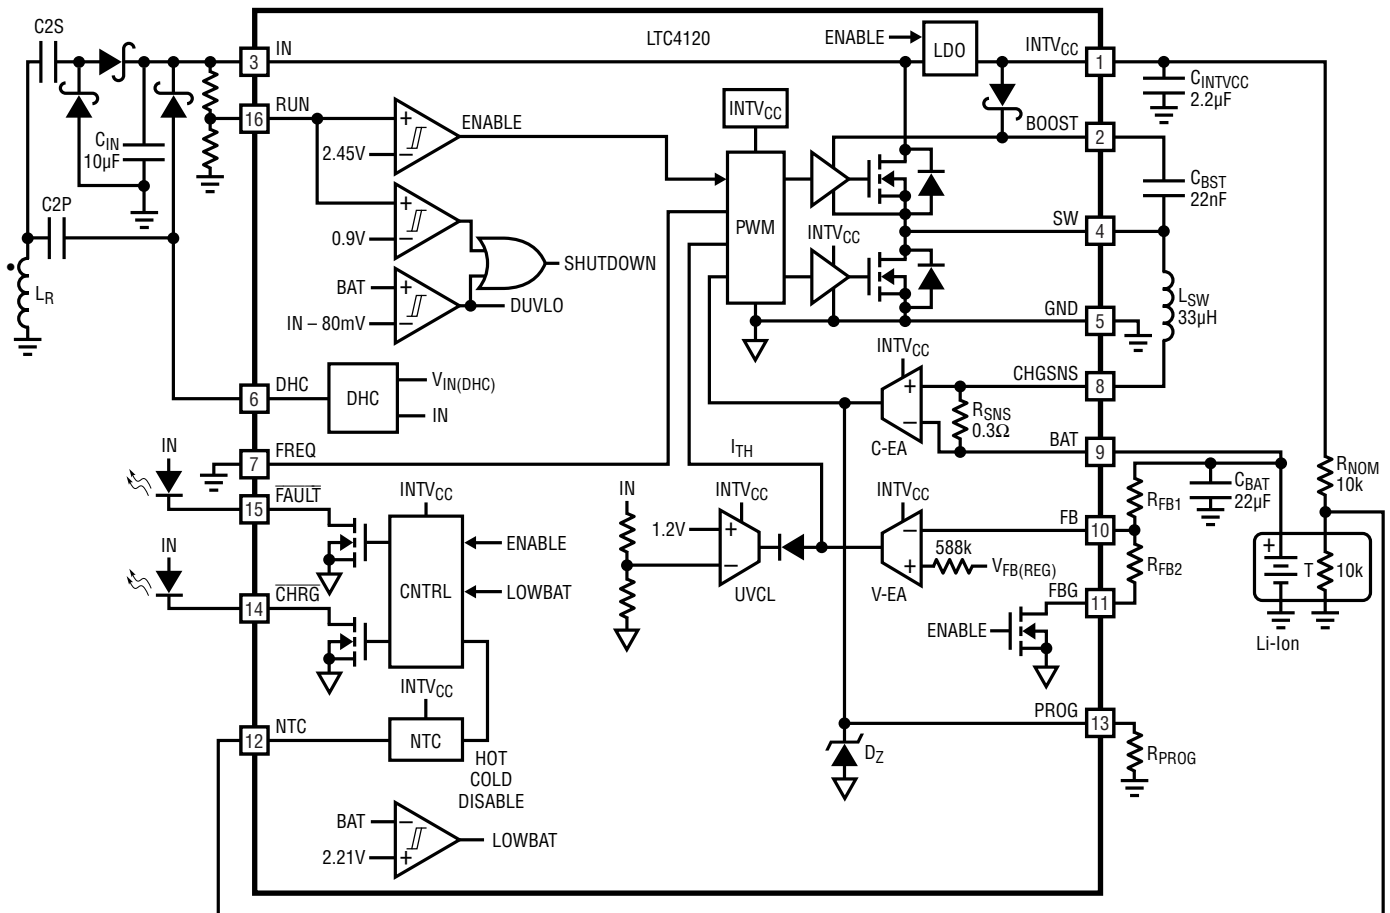 C2S
IN
3
LTC4120
ENABLE
LDO
INTVCC
1
CINTVCC
2.2µF
RUN
16
CIN
10µF
2.45V
+
–
ENABLE
INTVCC
BOOST
2
CBST
22nF
C2P
0.9V
+
–
PWM
INTVCC
SW
4
SHUTDOWN
BAT
+
IN – 80mV
–
DUVLO
LR
GND
5
LSW
33µH
DHC
6
DHC
VIN(DHC)
IN
INTVCC
+
–
C-EA
RSNS
0.3Ω
CHGSNS
8
BAT
9
FREQ
7
ITH
RNOM
10k
IN
FAULT
15
INTVCC
IN
1.2V
INTVCC
+
–
UVCL
INTVCC
–
+
V-EA
588k
VFB(REG)
FB
10
RFB1
CBAT
22µF
RFB2
+
T
10k
Li-Ion
IN
CHRG
14
CNTRL
ENABLE
LOWBAT
ENABLE
FBG
11
INTVCC
NTC
12
NTC
HOT
COLD
DISABLE
DZ
PROG
13
RPROG
BAT
–
2.21V
+
LOWBAT